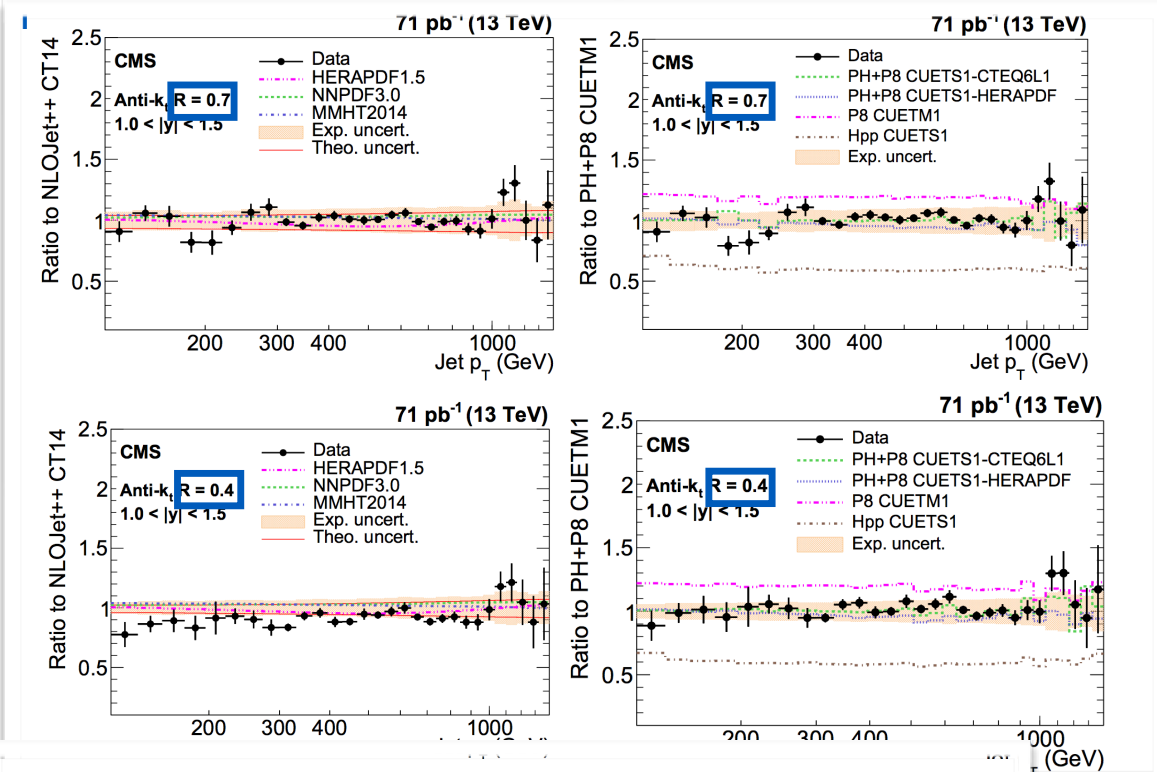 71 pb-1 (13 TeV)
2.5
2
1.5
1
0.5
Ratio to NLOJet++ CT14
CMS
Anti-kt R = 0.7
1.0 < |y| < 1.5
Data
HERAPDF1.5
NNPDF3.0
MMHT2014
Exp. uncert.
Theo. uncert.
200 300 400 1000
Jet pT (GeV)
71 pb-1 (13 TeV)
2.5
2
1.5
1
0.5
Ratio to PH+P8 CUETM1
CMS
Anti-kt R = 0.7
1.0 < |y| < 1.5
Data
PH+P8 CUETS1-CTEQ6L1
PH+P8 CUETS1-HERAPDF
P8 CUETM1
Hpp CUETS1
Exp. uncert.
200 300 400 1000
Jet pT (GeV)
71 pb-1 (13 TeV)
2.5
2
1.5
1
0.5
Ratio to NLOJet++ CT14
CMS
Anti-kt R = 0.4
1.0 < |y| < 1.5
Data
HERAPDF1.5
NNPDF3.0
MMHT2014
Exp. uncert.
Theo. uncert.
200 300 400 1000
71 pb-1 (13 TeV)
2.5
2
1.5
1
0.5
Ratio to PH+P8 CUETM1
CMS
Anti-kt R = 0.4
1.0 < |y| < 1.5
Data
PH+P8 CUETS1-CTEQ6L1
PH+P8 CUETS1-HERAPDF
P8 CUETM1
Hpp CUETS1
Exp. uncert.
200 300 400 1000
T (GeV)